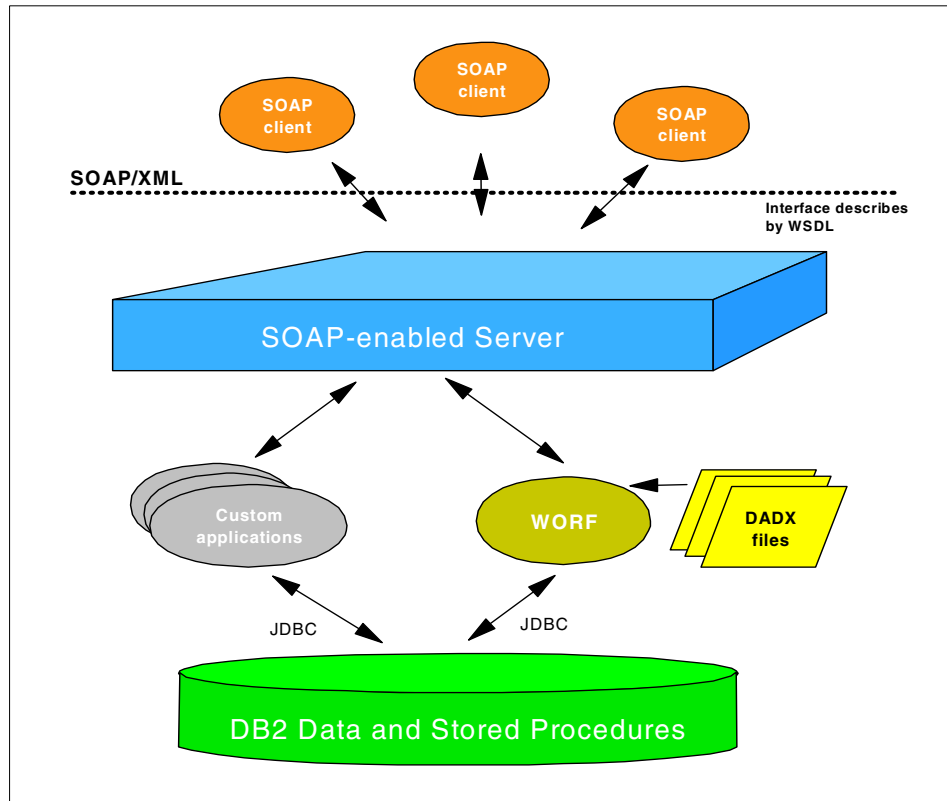 SOAP
client
SOAP
client
SOAP
client
SOAP/XML
Interface describes
by WSDL
SOAP-enabled Server
Custom
applications
WORF
DADX
files
JDBC
JDBC
DB2 Data and Stored Procedures